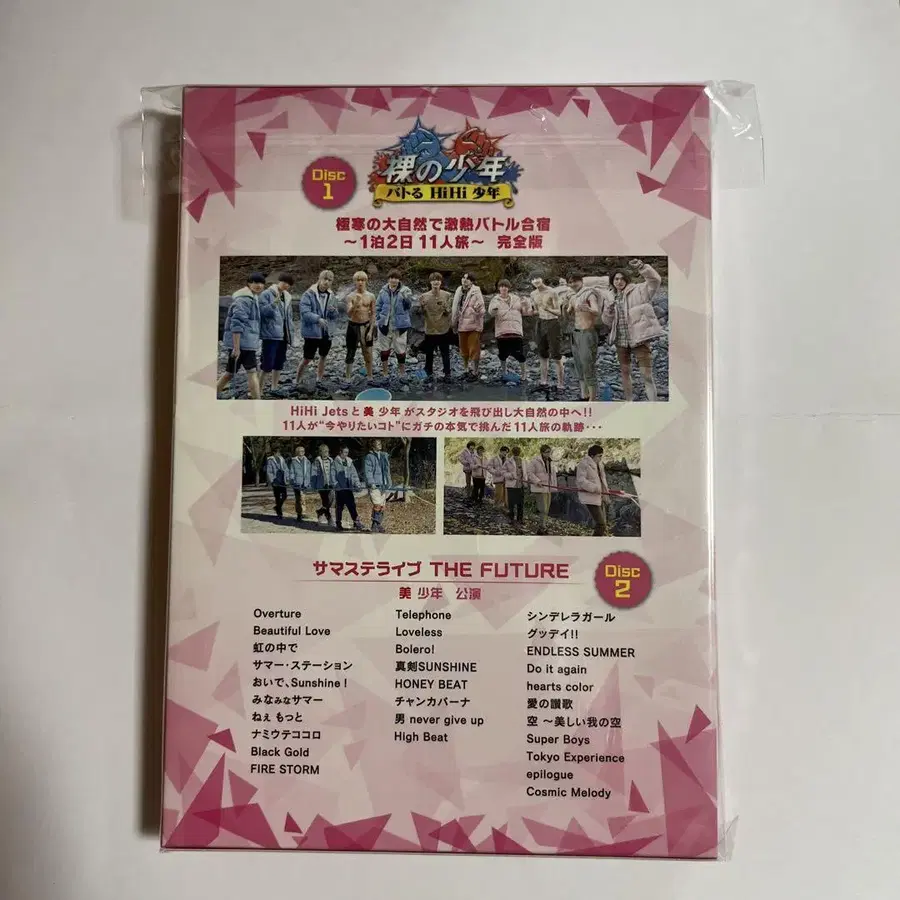 Disc
1
裸の少年
バトる HiHi 少年
極寒の大自然で激熱バトル合宿
～1泊2日 11人旅～ 完全版
HiHi Jetsと美 少年がスタジオを飛び出し大自然の中へ!!
11人が“今やりたいコト”にガチの本気で挑んだ11人旅の軌跡･･･
サマステライブ THE FUTURE
美 少年 公演
Disc
2
Overture
Beautiful Love
虹の中で
サマー・ステーション
おいで、Sunshine！
みなみなサマー
ねぇ もっと
ナミウテココロ
Black Gold
FIRE STORM
Telephone
Loveless
Bolero!
真剣SUNSHINE
HONEY BEAT
チャンカパーナ
男 never give up
High Beat
シンデレラガール
グッデイ!!
ENDLESS SUMMER
Do it again
hearts color
愛の讃歌
空 ～美しい我の空
Super Boys
Tokyo Experience
epilogue
Cosmic Melody